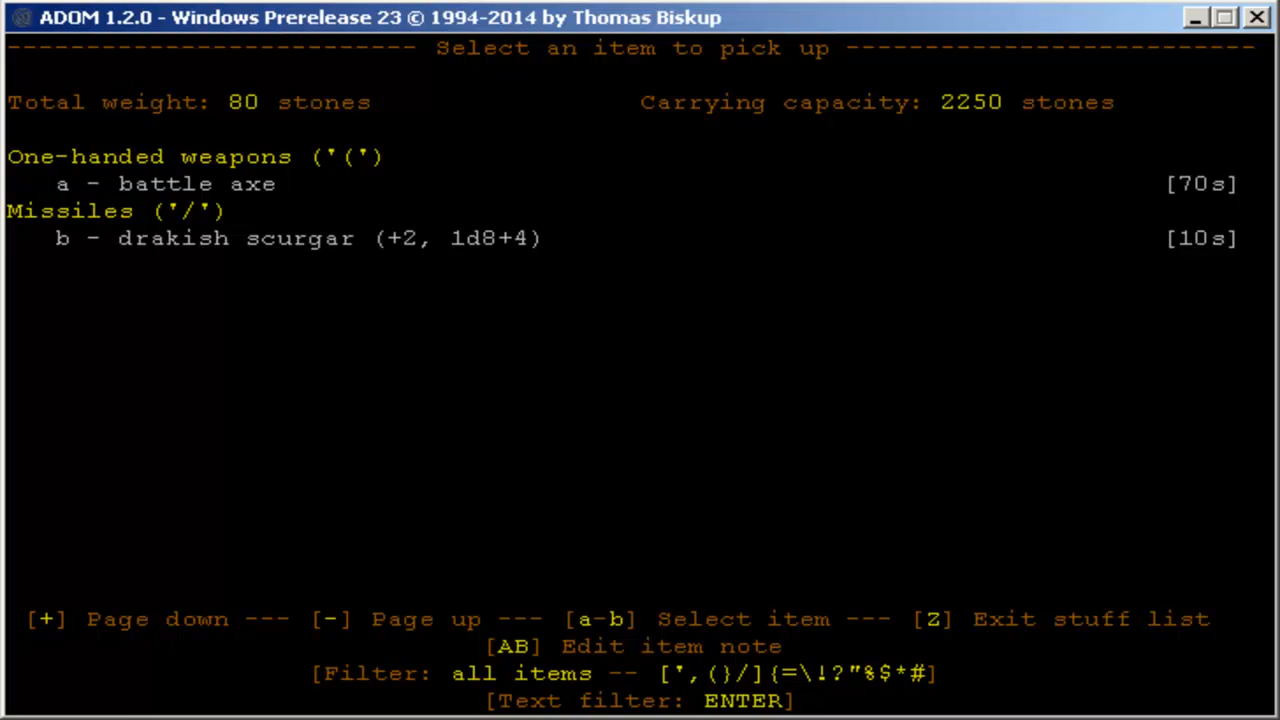 ADOM 1.2.0 - Windows Prerelease 23 © 1994-2014 by Thomas Biskup
-------------------------- Select an item to pick up --------------------------
Total weight: 80 stones Carrying capacity: 2250 stones
One-handed weapons ('(')
a - battle axe [70s]
Missiles ('/')
b - drakish scurgar (+2, 1d8+4) [10s]
[+] Page down --- [-] Page up --- [a-b] Select item --- [Z] Exit stuff list
[AB] Edit item note
[Filter: all items -- [',(}/]{=\!?"%$*#]
[Text filter: ENTER]